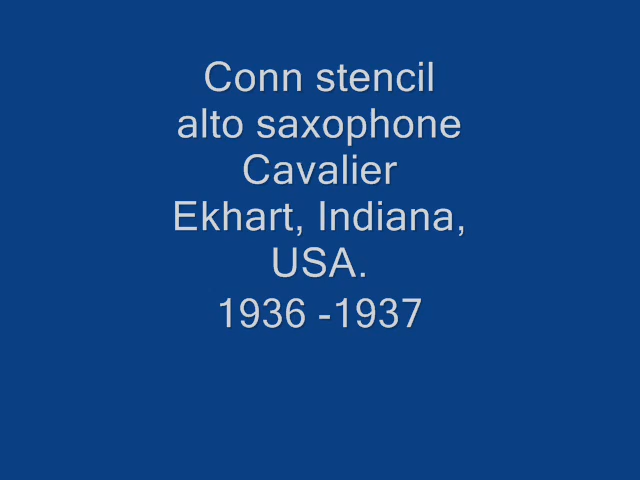 Conn stencil
alto saxophone
Cavalier
Ekhart, Indiana,
USA.
1936 -1937